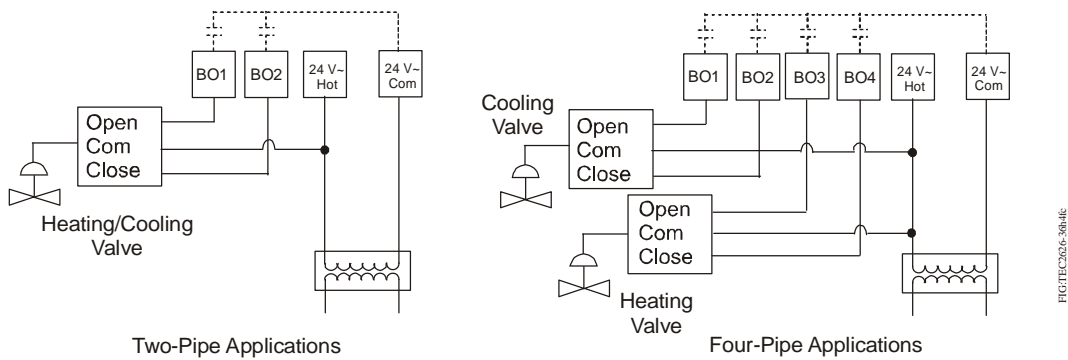 BO1
BO2
24 V~
Hot
24 V~
Com
Open
Com
Close
Heating/Cooling
Valve
Two-Pipe Applications
BO1
BO2
BO3
BO4
24 V~
Hot
24 V~
Com
Cooling
Valve
Open
Com
Close
Open
Com
Close
Heating
Valve
Four-Pipe Applications
FIG:TEC2626-36h4fc